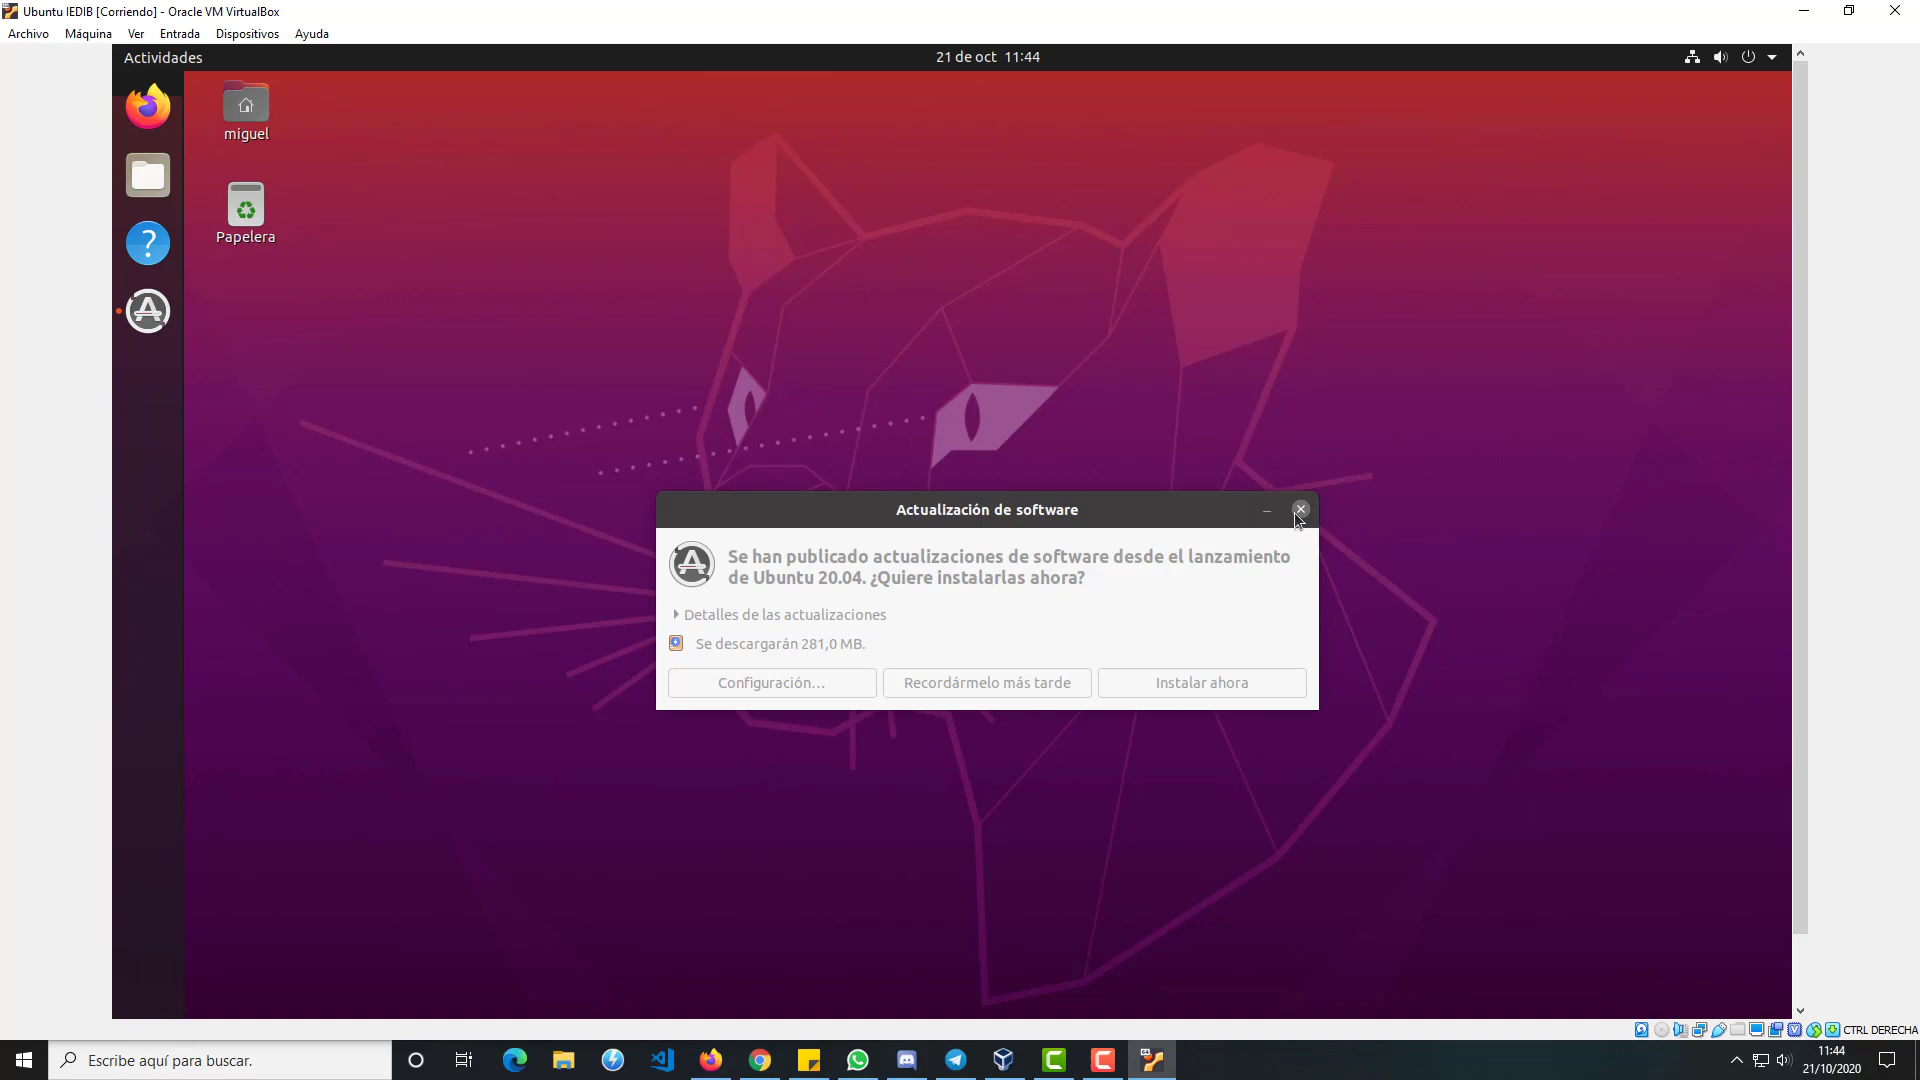 Ubuntu IEDIB [Corriendo] - Oracle VM VirtualBox
Archivo Máquina Ver Entrada Dispositivos Ayuda
Actividades 21 de oct 11:44
miguel
Papelera
Actualización de software
Se han publicado actualizaciones de software desde el lanzamiento
de Ubuntu 20.04. ¿Quiere instalarlas ahora?
Detalles de las actualizaciones
Se descargarán 281,0 MB.
Configuración… Recordármelo más tarde Instalar ahora
CTRL DERECHA
Escribe aquí para buscar.
11:44
21/10/2020